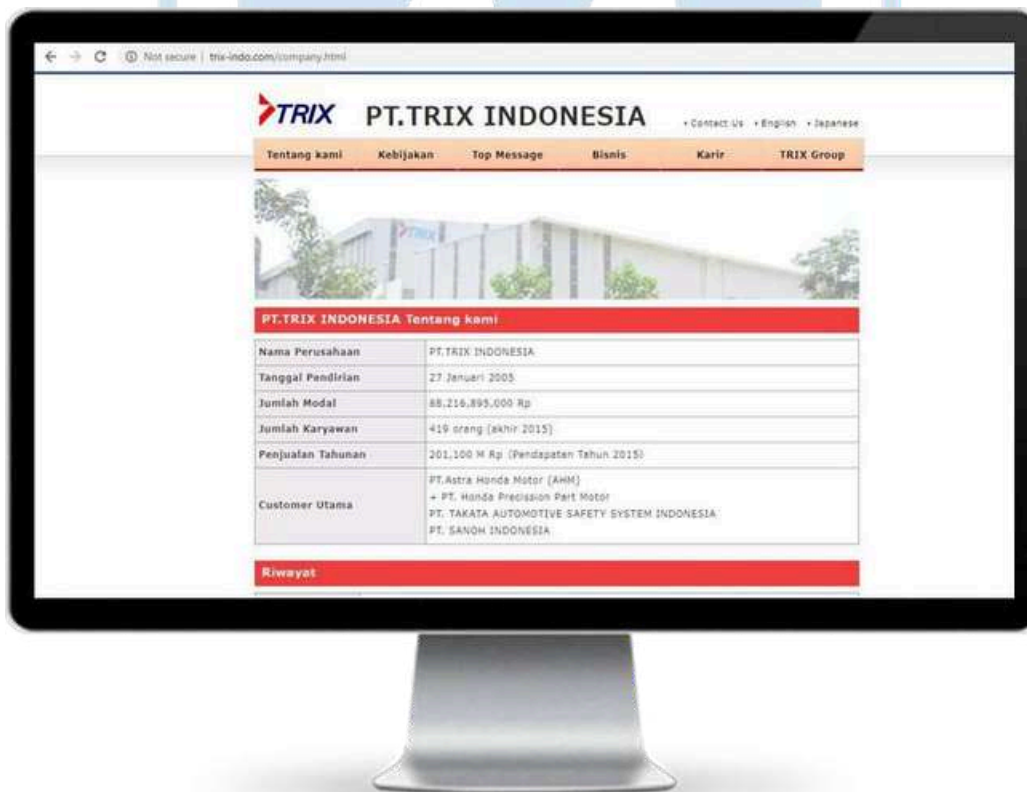 Not secure | trix-indo.com/company.html
TRIX PT.TRIX INDONESIA
Contact Us English Japanese
Tentang kami Kebijakan Top Message Bisnis Karir TRIX Group
TRIX
PT.TRIX INDONESIA Tentang kami
Nama Perusahaan PT.TRIX INDONESIA
Tanggal Pendirian 27 Januari 2005
Jumlah Modal 88,216,895,000 Rp
Jumlah Karyawan 419 orang (akhir 2015)
Penjualan Tahunan 201,100 M Rp (Pendapatan Tahun 2015)
Customer Utama
PT.Astra Honda Motor (AHM)
+ PT. Honda Precission Part Motor
PT. TAKATA AUTOMOTIVE SAFETY SYSTEM INDONESIA
PT. SANOH INDONESIA
Riwayat